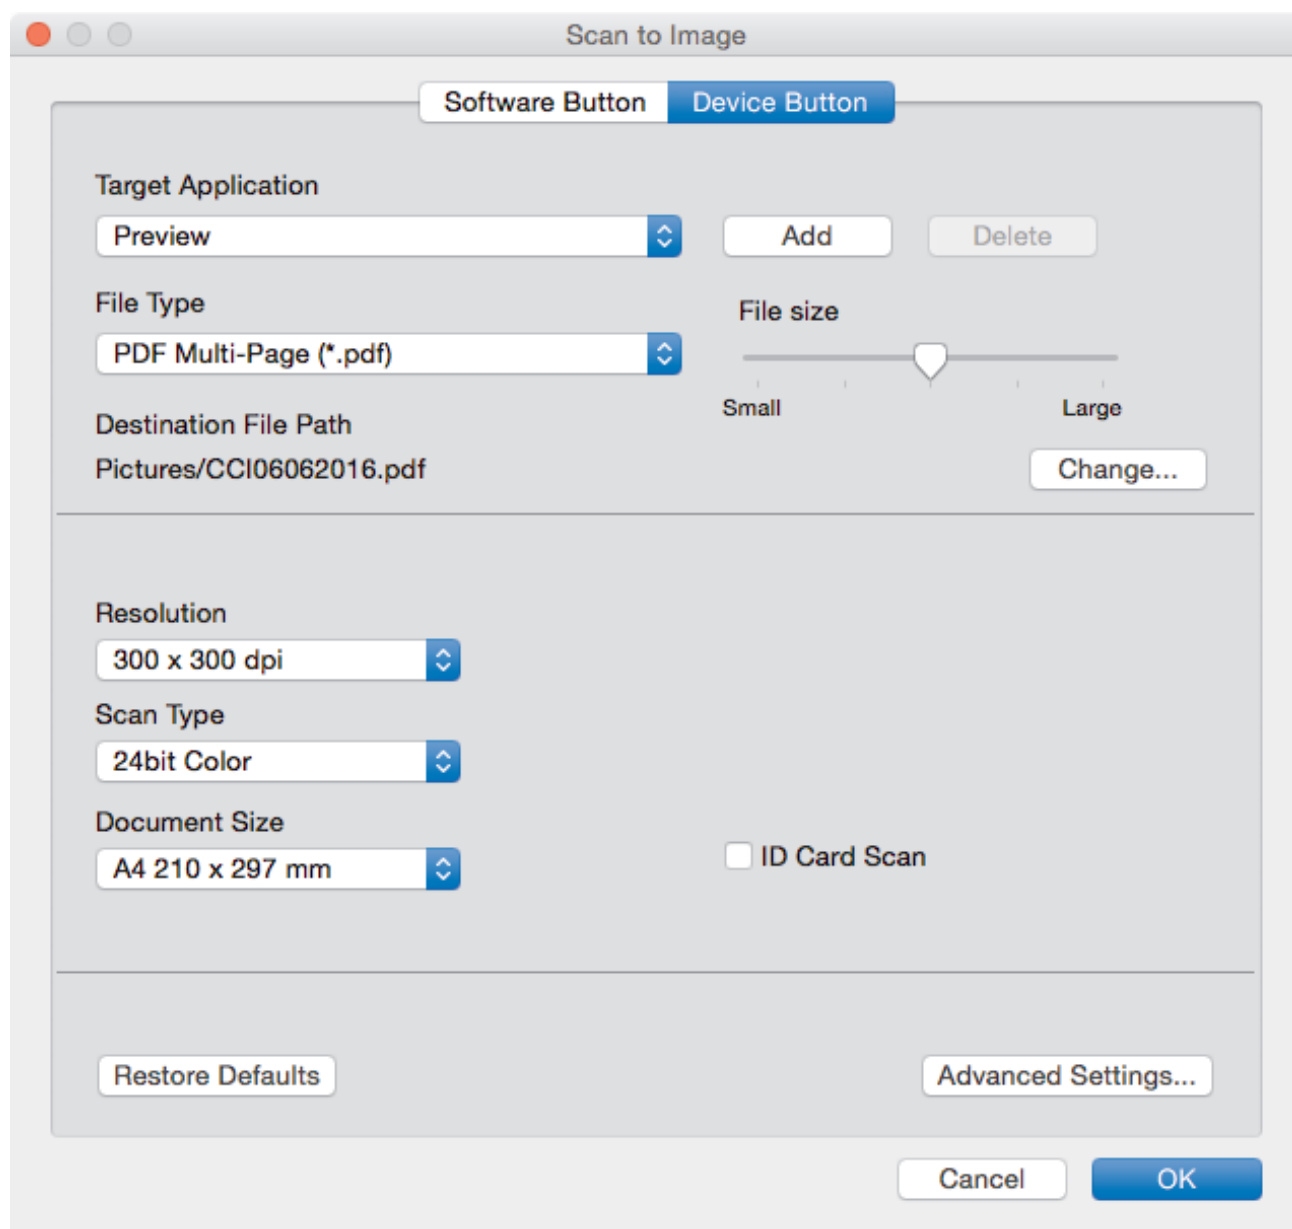 Scan to Image
Software Button Device Button
Target Application
Preview Add Delete
File Type
File size
PDF Multi-Page (*.pdf)
Small Large
Destination File Path
Pictures/CCI06062016.pdf Change...
Resolution
300 x 300 dpi
Scan Type
24bit Color
Document Size
A4 210 x 297 mm ID Card Scan
Restore Defaults Advanced Settings...
Cancel OK